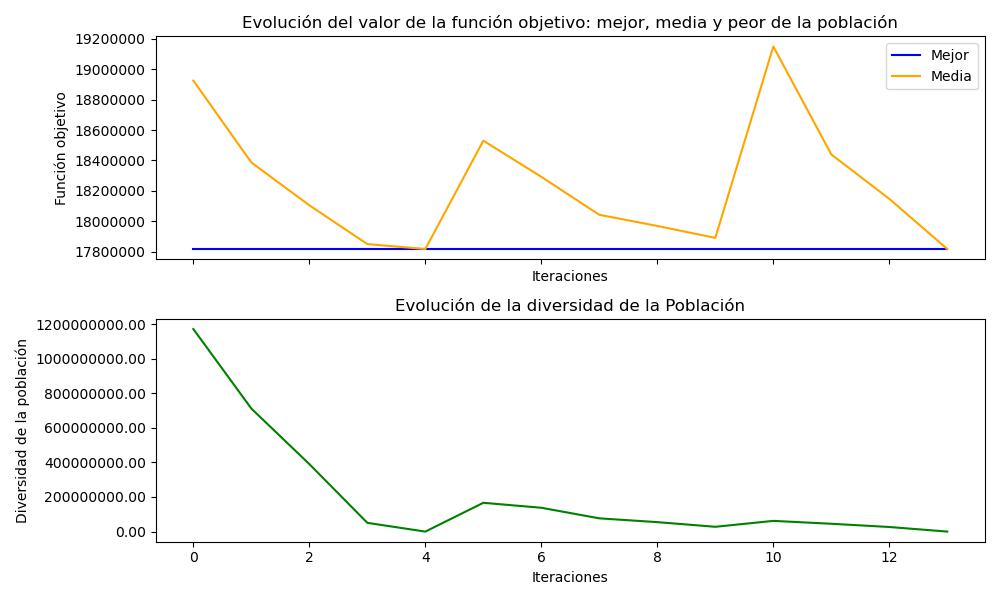 Evolución del valor de la función objetivo: mejor, media y peor de la población
19200000
19000000
18800000
18600000
18400000
18200000
18000000
17800000
Función objetivo
Mejor
Media
Iteraciones
Evolución de la diversidad de la Población
1200000000.00
1000000000.00
800000000.00
600000000.00
400000000.00
200000000.00
0.00
Diversidad de la población
0 2 4 6 8 10 12
Iteraciones